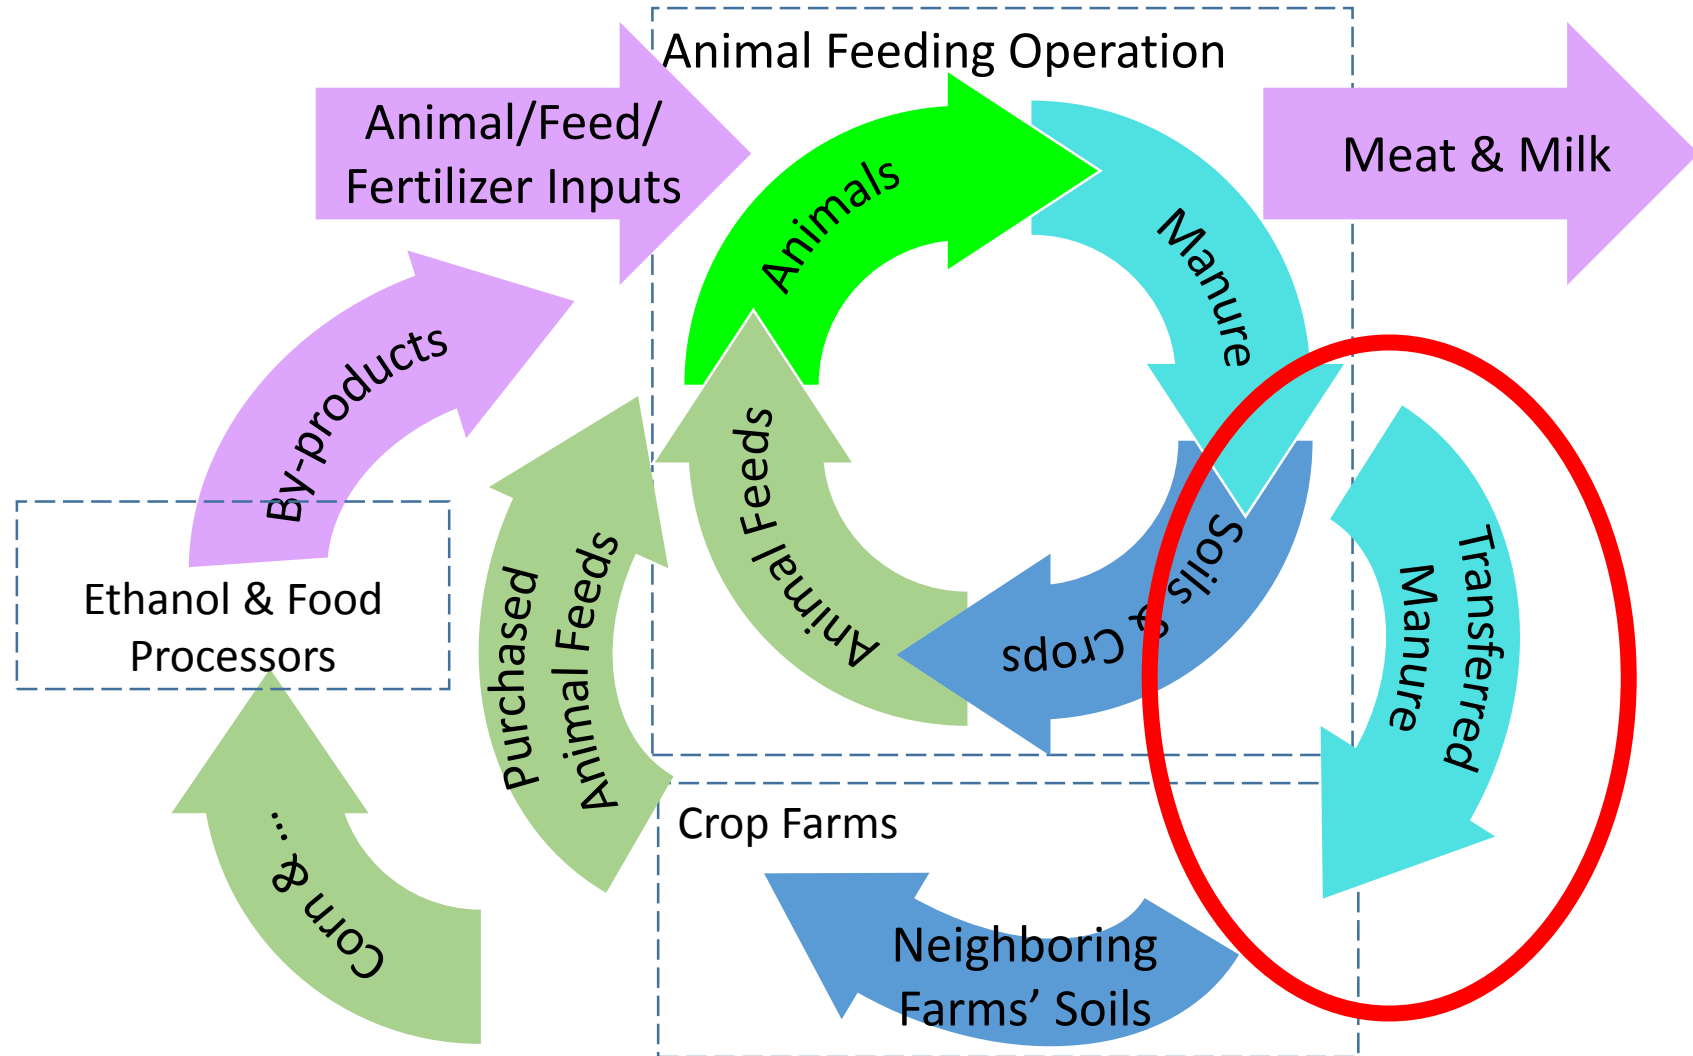 Animal Feeding Operation
Animal/Feed/
Fertilizer Inputs
Meat & Milk
Animals
Manure
By-products
Animal Feeds
Soils & Crops
Transferred
Manure
Purchased
Animal Feeds
Ethanol & Food
Processors
Corn & ...
Crop Farms
Neighboring
Farms’ Soils